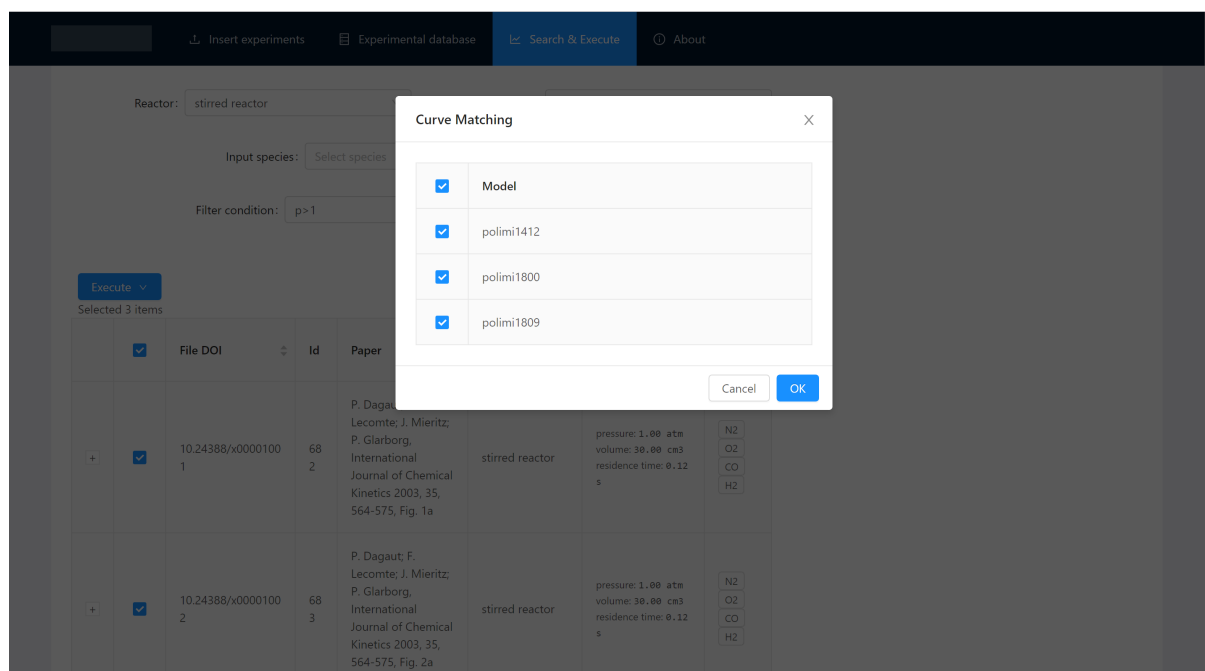 Insert experiments
Experimental database
Search & Execute
About
Reactor:
stirred reactor
Input species:
Select species
Filter condition:
p>1
Curve Matching
Model
polimi1412
polimi1800
polimi1809
Cancel
OK
Execute
Selected 3 items
File DOI
Id
Paper
10.24388/x0000100
1
68
2
P. Dagau
Lecomte; J. Mieritz;
P. Glarborg,
International
Journal of Chemical
Kinetics 2003, 35,
564-575, Fig. 1a
stirred reactor
pressure: 1.00 atm
volume: 30.00 cm3
residence time: 0.12
s
N2
O2
CO
H2
10.24388/x0000100
2
68
3
P. Dagaut; F.
Lecomte; J. Mieritz;
P. Glarborg,
International
Journal of Chemical
Kinetics 2003, 35,
564-575, Fig. 2a
stirred reactor
pressure: 1.00 atm
volume: 30.00 cm3
residence time: 0.12
s
N2
O2
CO
H2